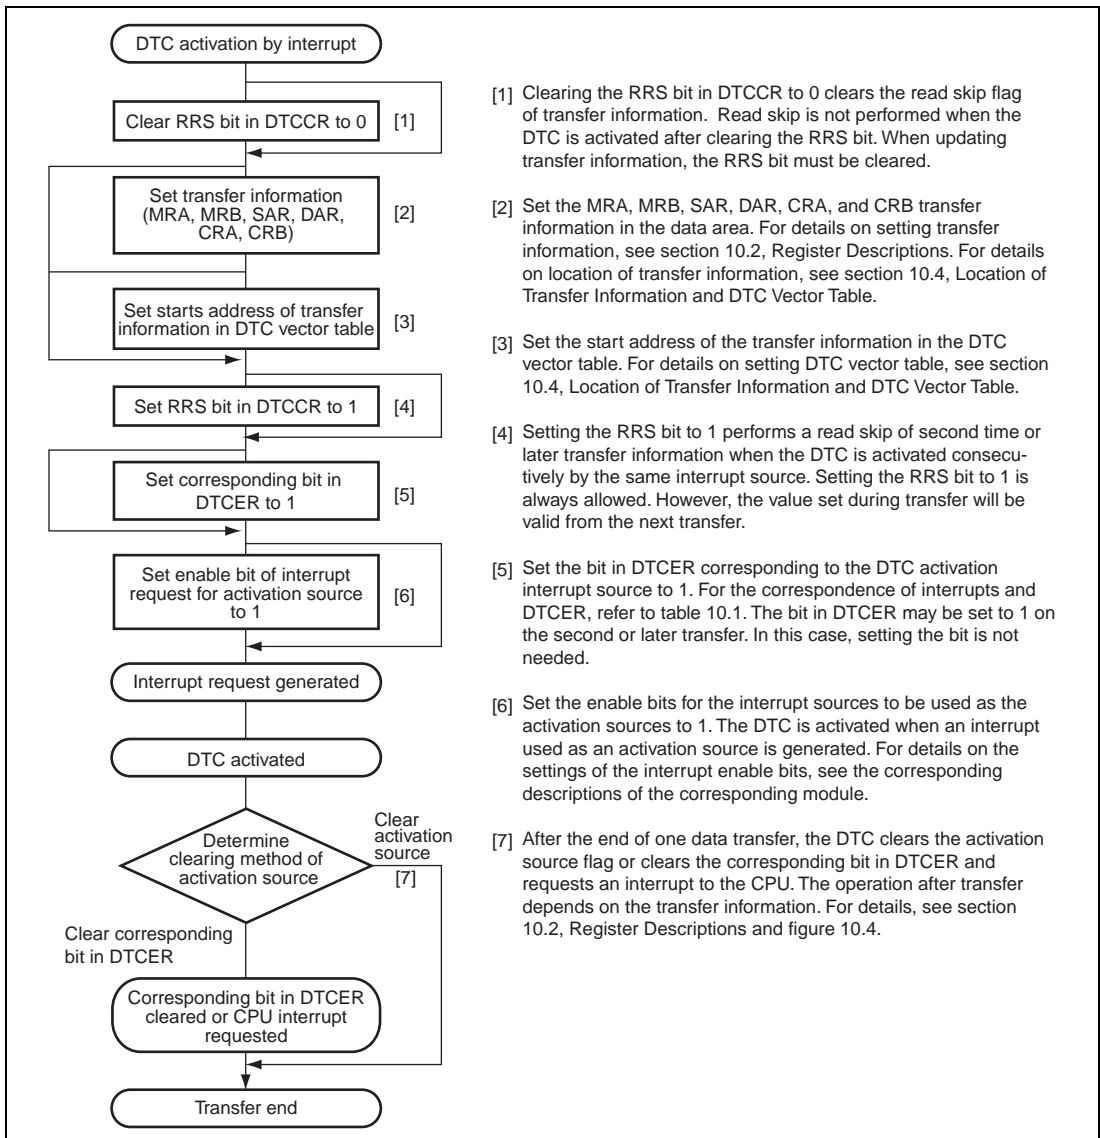 DTC activation by interrupt
Clear RRS bit in DTCCR to 0
[1]
Set transfer information
(MRA, MRB, SAR, DAR,
CRA, CRB)
[2]
Set starts address of transfer
information in DTC vector table
[3]
Set RRS bit in DTCCR to 1
[4]
Set corresponding bit in
DTCER to 1
[5]
Set enable bit of interrupt
request for activation source
to 1
[6]
Interrupt request generated
DTC activated
Determine
clearing method of
activation source
Clear
activation
source
[7]
Clear corresponding
bit in DTCER
Corresponding bit in DTCER
cleared or CPU interrupt
requested
Transfer end
[1] Clearing the RRS bit in DTCCR to 0 clears the read skip flag
of transfer information. Read skip is not performed when the
DTC is activated after clearing the RRS bit. When updating
transfer information, the RRS bit must be cleared.
[2] Set the MRA, MRB, SAR, DAR, CRA, and CRB transfer
information in the data area. For details on setting transfer
information, see section 10.2, Register Descriptions. For details
on location of transfer information, see section 10.4, Location of
Transfer Information and DTC Vector Table.
[3] Set the start address of the transfer information in the DTC
vector table. For details on setting DTC vector table, see section
10.4, Location of Transfer Information and DTC Vector Table.
[4] Setting the RRS bit to 1 performs a read skip of second time or
later transfer information when the DTC is activated consecu-
tively by the same interrupt source. Setting the RRS bit to 1 is
always allowed. However, the value set during transfer will be
valid from the next transfer.
[5] Set the bit in DTCER corresponding to the DTC activation
interrupt source to 1. For the correspondence of interrupts and
DTCER, refer to table 10.1. The bit in DTCER may be set to 1 on
the second or later transfer. In this case, setting the bit is not
needed.
[6] Set the enable bits for the interrupt sources to be used as the
activation sources to 1. The DTC is activated when an interrupt
used as an activation source is generated. For details on the
settings of the interrupt enable bits, see the corresponding
descriptions of the corresponding module.
[7] After the end of one data transfer, the DTC clears the activation
source flag or clears the corresponding bit in DTCER and
requests an interrupt to the CPU. The operation after transfer
depends on the transfer information. For details, see section
10.2, Register Descriptions and figure 10.4.